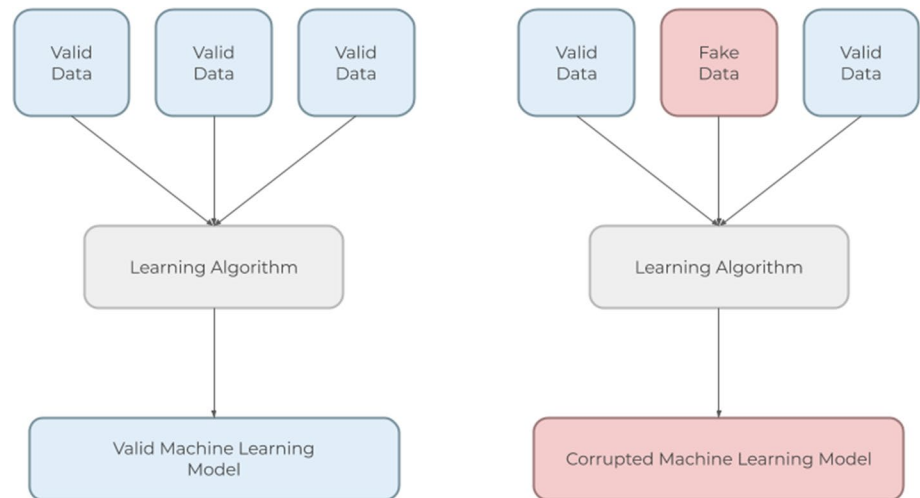 Valid
Data
Valid
Data
Valid
Data
Learning Algorithm
Valid Machine Learning
Model
Valid
Data
Fake
Data
Valid
Data
Learning Algorithm
Corrupted Machine Learning Model